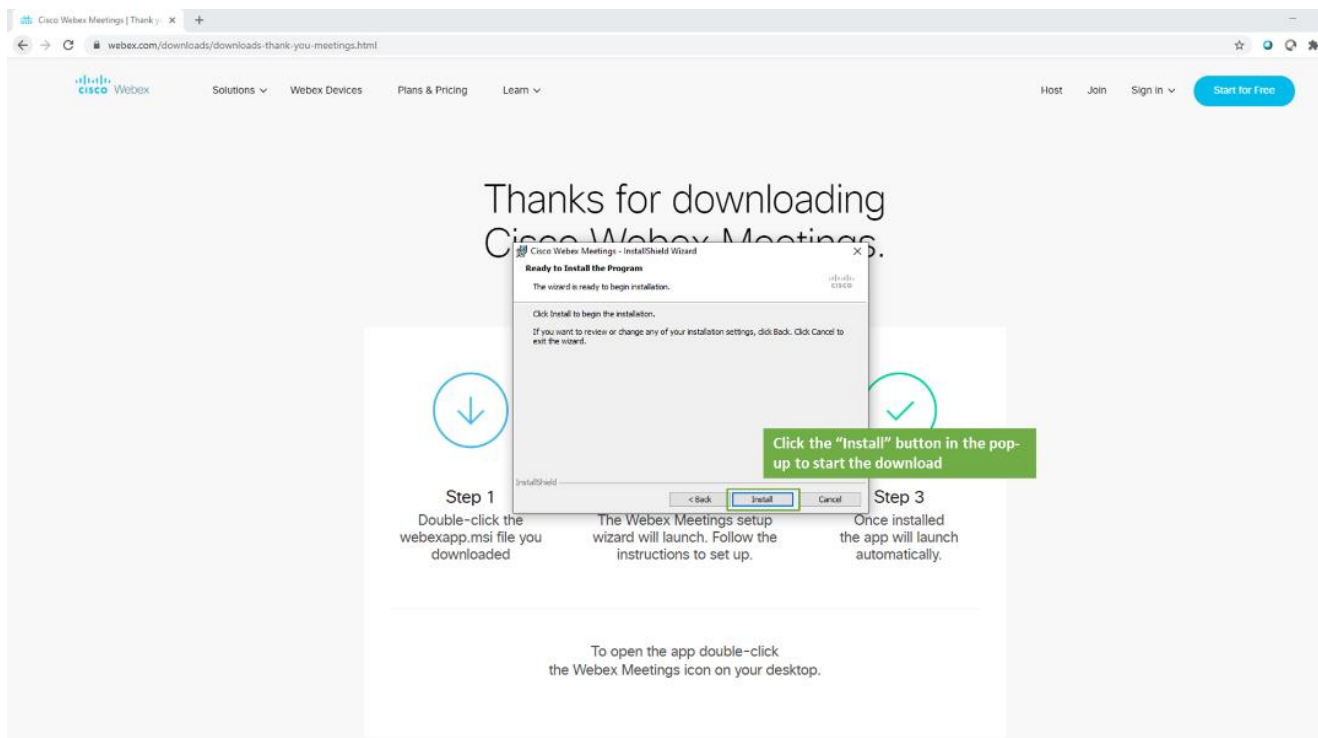 Cisco Webex Meetings | Thank y
webex.com/downloads/downloads-thank-you-meetings.html
cisco Webex
Solutions
Webex Devices
Plans & Pricing
Learn
Host
Join
Sign in
Start for Free
Thanks for downloading
Cisco Webex Meetings.
Cisco Webex Meetings - InstallShield Wizard
Ready to Install the Program
The wizard is ready to begin installation.
cisco
Click Install to begin the installation.
If you want to review or change any of your installation settings, click Back. Click Cancel to
exit the wizard.
Click the “Install” button in the pop-
up to start the download
InstallShield
< Back
Install
Cancel
Step 1
Double-click the
webexapp.msi file you
downloaded
The Webex Meetings setup
wizard will launch. Follow the
instructions to set up.
Step 3
Once installed
the app will launch
automatically.
To open the app double-click
the Webex Meetings icon on your desktop.